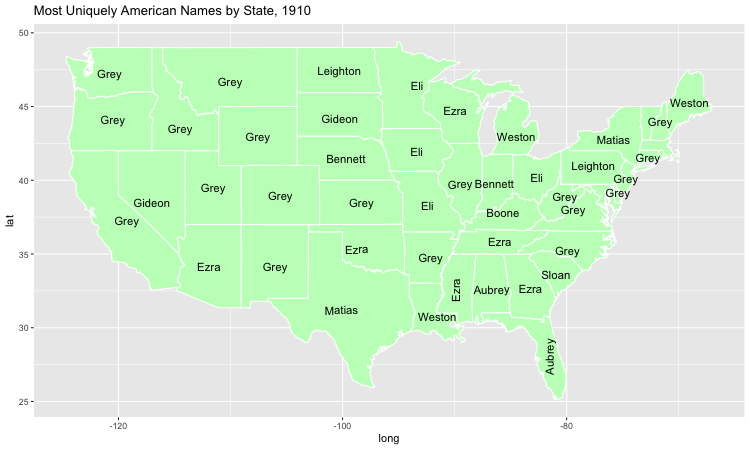 Most Uniquely American Names by State, 1910
50
45
40
35
30
25
lat
-120
-100
-80
long
Grey
Grey
Leighton
Eli
Weston
Grey
Grey
Grey
Gideon
Ezra
Weston
Matias
Grey
Bennett
Eli
Grey
Bennett
Eli
Leighton
Grey
Grey
Grey
Gideon
Grey
Grey
Grey
Grey
Eli
Boone
Grey
Grey
Ezra
Grey
Ezra
Grey
Ezra
Grey
Sloan
Matias
Weston
Ezra
Aubrey
Ezra
Aubrey